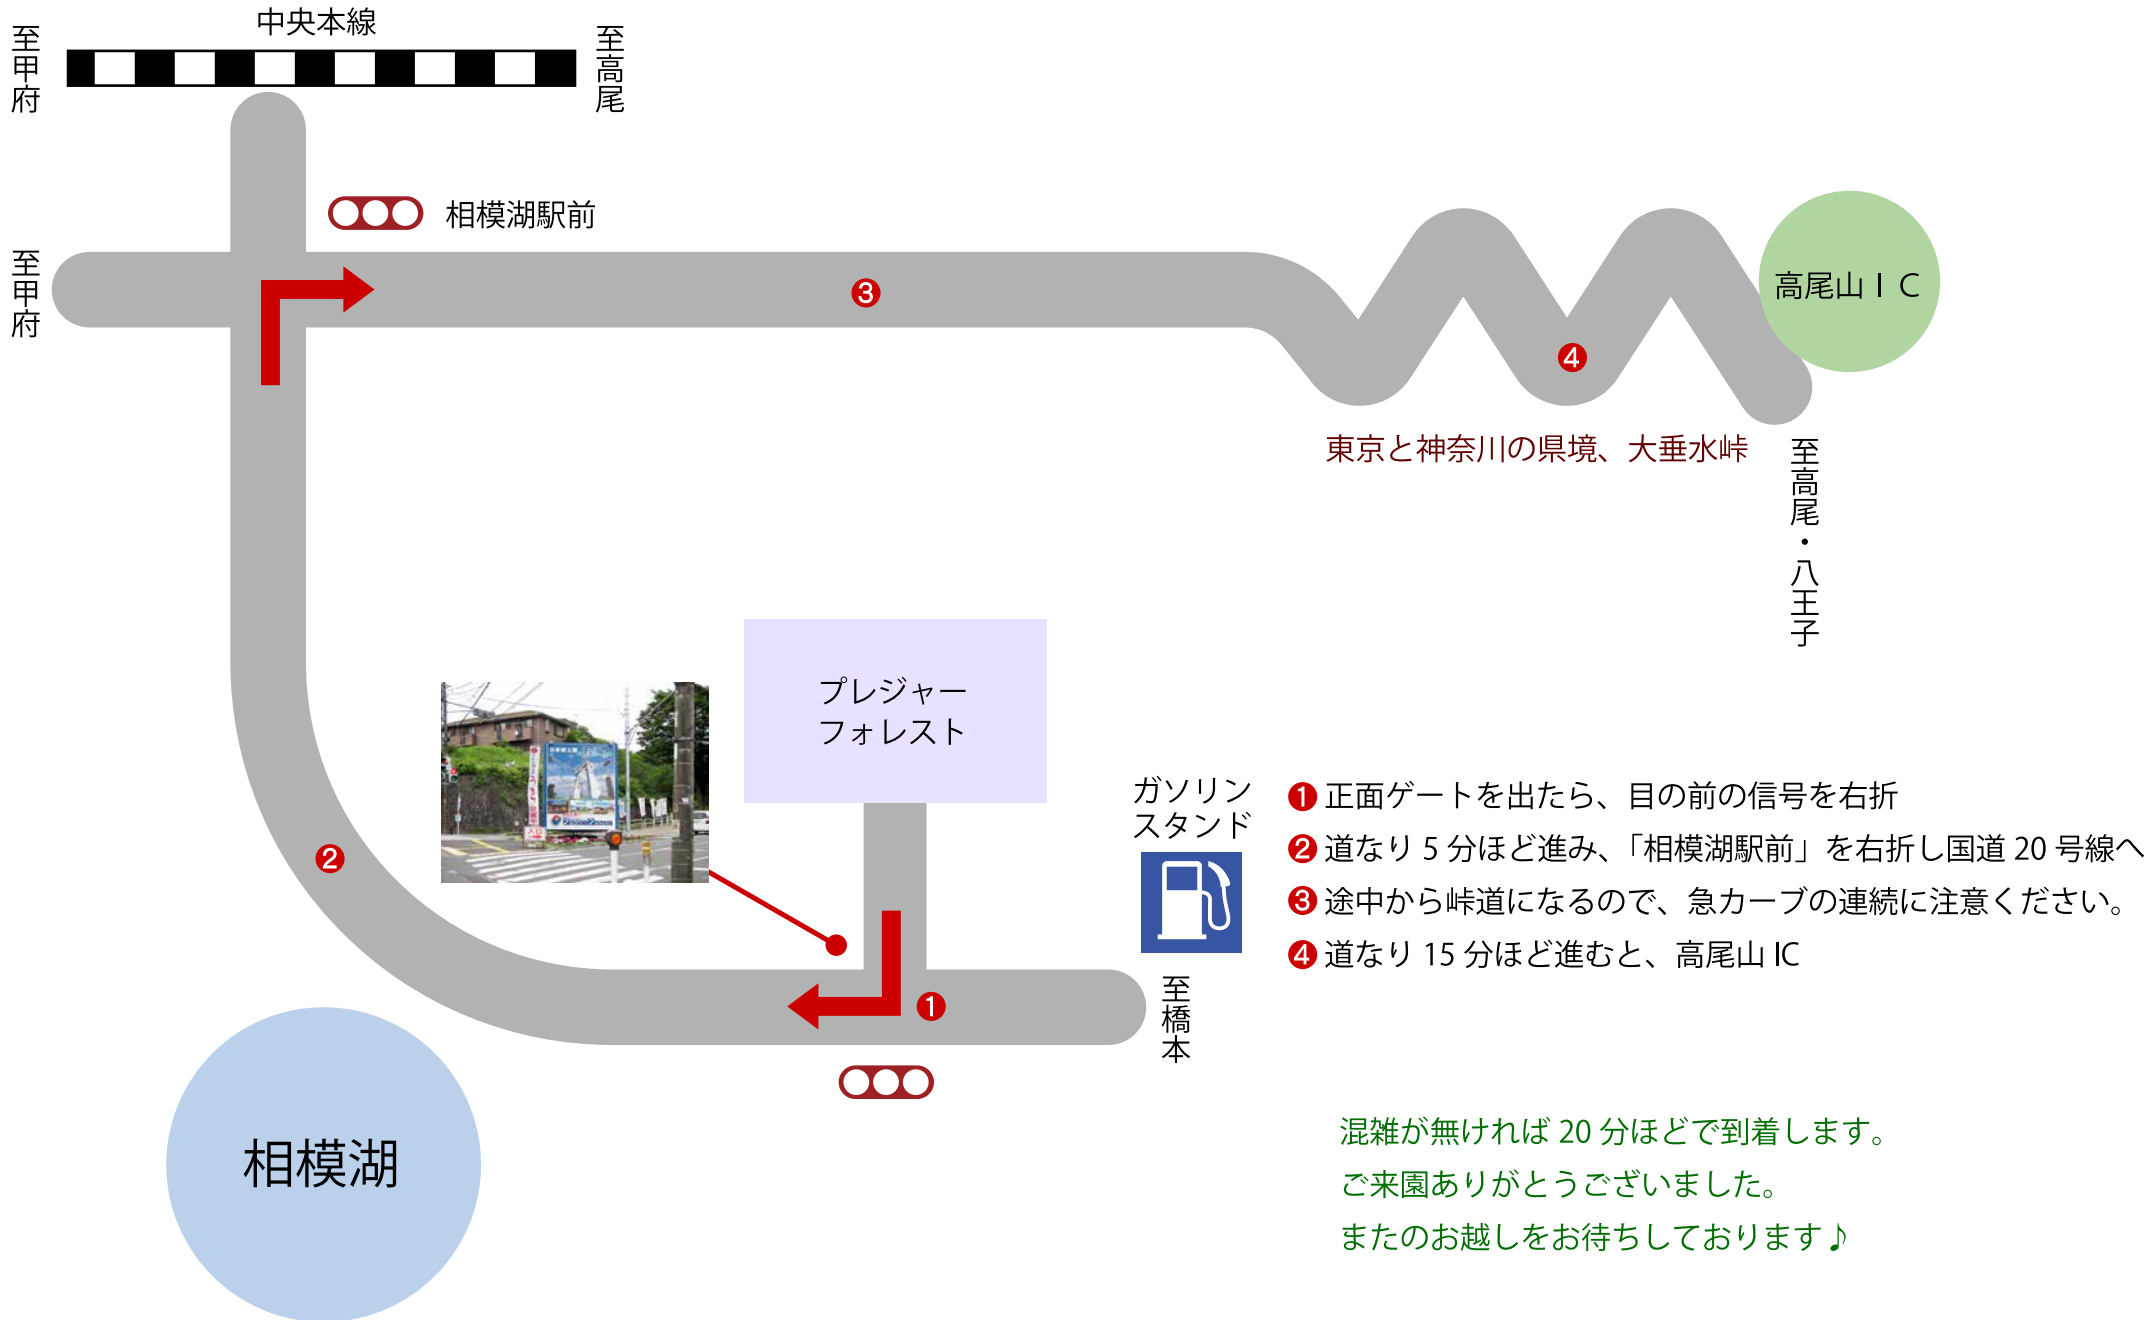 中央本線
至甲府
至高尾
相模湖駅前
至甲府
高尾山ＩＣ
東京と神奈川の県境、大垂水峠
至高尾・八王子
プレジャー
フォレスト
ガソリン
スタンド
至橋本
❶正面ゲートを出たら、目の前の信号を右折
❷道なり 5 分ほど進み、「相模湖駅前」を右折し国道 20 号線へ
❸途中から峠道になるので、急カーブの連続に注意ください。
❹道なり 15 分ほど進むと、高尾山 IC
❸
❹
❷
❶
相模湖
混雑が無ければ 20 分ほどで到着します。
ご来園ありがとうございました。
またのお越しをお待ちしております♪